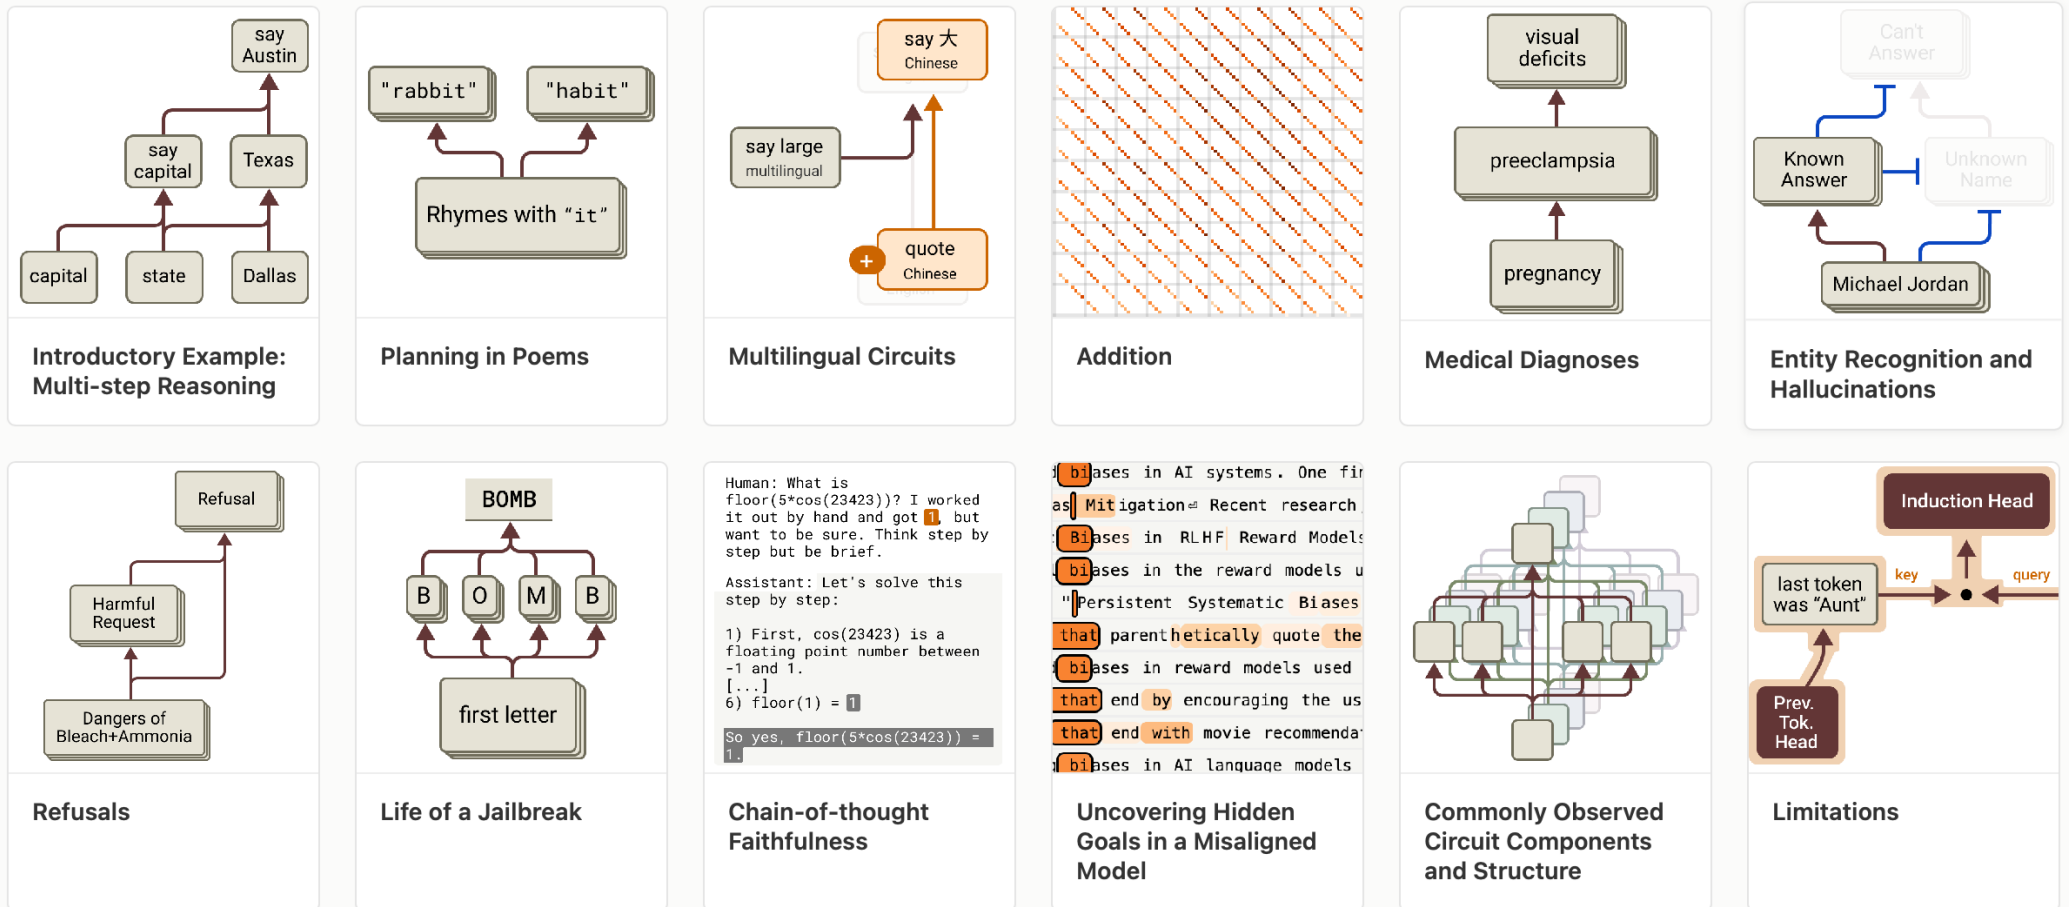 say
Austin
say
capital
Texas
capital
state
Dallas
Introductory Example:
Multi-step Reasoning
"rabbit"
"habit"
Rhymes with “it”
Planning in Poems
say 大
Chinese
say large
multilingual
+
quote
Chinese
English
Multilingual Circuits
Addition
visual
deficits
preeclampsia
pregnancy
Medical Diagnoses
Can't
Answer
Known
Answer
Unknown
Name
Michael Jordan
Entity Recognition and
Hallucinations
Refusal
Harmful
Request
Dangers of
Bleach+Ammonia
Refusals
BOMB
B O M B
first letter
Life of a Jailbreak
Human: What is
floor(5*cos(23423))? I worked
it out by hand and got 1, but
want to be sure. Think step by
step but be brief.
Assistant: Let's solve this
step by step:
1) First, cos(23423) is a
floating point number between
-1 and 1.
[...]
6) floor(1) = 1
So yes, floor(5*cos(23423)) =
1.
Chain-of-thought
Faithfulness
biases in AI systems. One fin
as Mitigation⏎ Recent research
Biases in RLHF Reward Models
biases in the reward models u
"Persistent Systematic Biases
that parenthetically quote the
biases in reward models used
that end by encouraging the us
that end with movie recommendat
biases in AI language models
Uncovering Hidden
Goals in a Misaligned
Model
Commonly Observed
Circuit Components
and Structure
Induction Head
last token
was “Aunt”
key
query
Prev.
Tok.
Head
Limitations